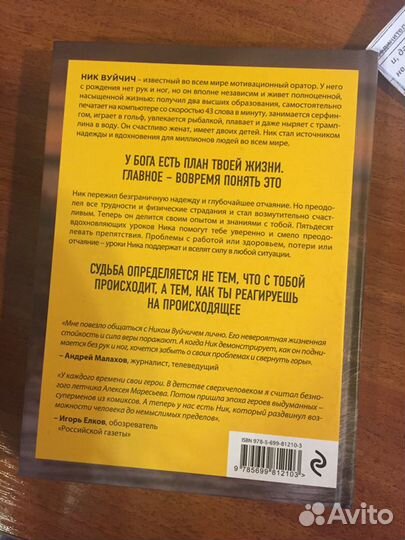 НИК ВУЙЧИЧ – известный во всем мире мотивационный оратор. У него
с рождения нет рук и ног, но он вполне независим и живет полноценной,
насыщенной жизнью: получил два высших образования, самостоятельно
печатает на компьютере со скоростью 43 слова в минуту, занимается серфин-
гом, играет в гольф, увлекается рыбалкой, плавает и даже ныряет с трамп-
лина в воду. Он счастливо женат, имеет двоих детей. Ник стал источником
надежды и вдохновения для миллионов людей во всем мире.
У БОГА ЕСТЬ ПЛАН ТВОЕЙ ЖИЗНИ.
ГЛАВНОЕ – ВОВРЕМЯ ПОНЯТЬ ЭТО
Ник пережил безграничную надежду и глубочайшее отчаяние. Но преодо-
лел все трудности и физические страдания и стал возмутительно счаст-
ливым. Теперь он делится своим опытом и знаниями с тобой. Пятьдесят
вдохновляющих уроков Ника помогут тебе уверенно и смело преодо-
левать препятствия. Проблемы с работой или здоровьем, потери или
отчаяние – уроки Ника поддержат и вселят силу в любой ситуации.
СУДЬБА ОПРЕДЕЛЯЕТСЯ НЕ ТЕМ, ЧТО С ТОБОЙ
ПРОИСХОДИТ, А ТЕМ, КАК ТЫ РЕАГИРУЕШЬ
НА ПРОИСХОДЯЩЕЕ
«Мне повезло общаться с Ником Вуйчичем лично. Его невероятная жизненная
стойкость и сила веры поражают. А когда Ник демонстрирует, как он подни-
мается без рук и ног, хочется забыть о своих проблемах и свернуть горы».
– Андрей Малахов, журналист, телеведущий
«У каждого времени свои герои. В детстве сверхчеловеком я считал безно-
гого летчика Алексея Маресьева. Потом пришла эпоха героев выдуманных –
суперменов из комиксов. А теперь у нас есть Ник, который раздвинул воз-
можности человека до немыслимых пределов».
– Игорь Елков, обозреватель
«Российской газеты»
ISBN 978-5-699-81210-3
9 785699 812103 >
Avito